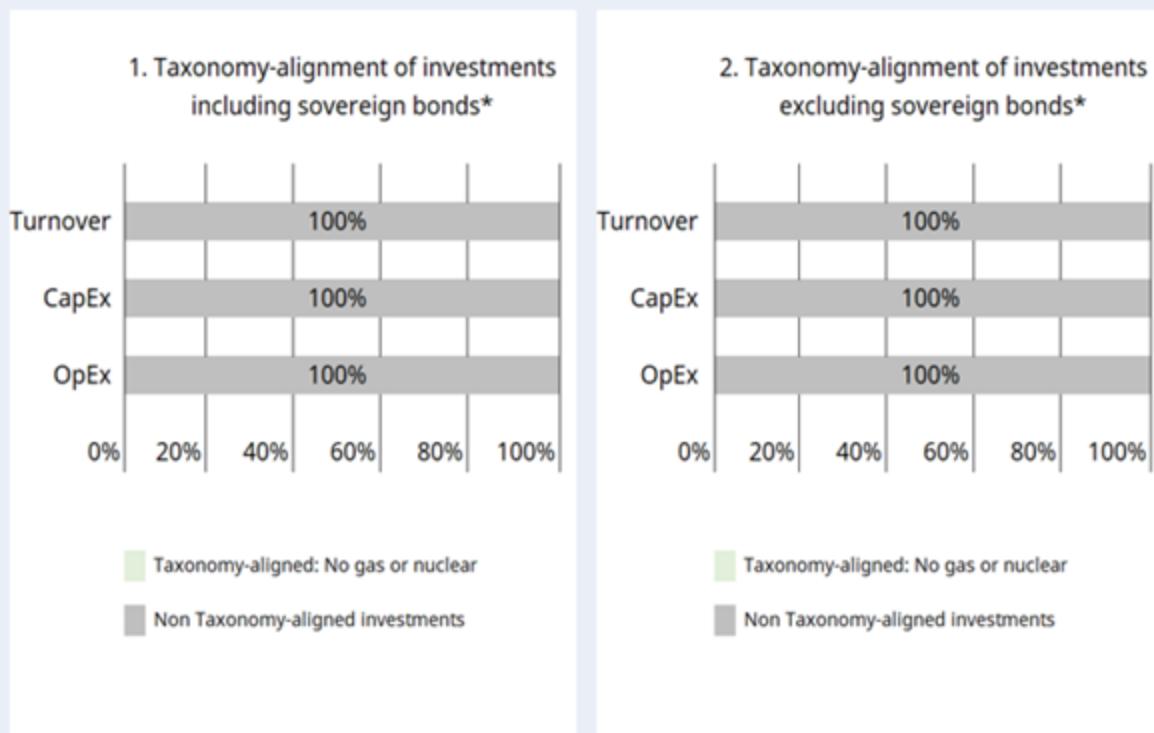 1. Taxonomy-alignment of investments
including sovereign bonds*
Turnover
100%
CapEx
100%
OpEx
100%
0% 20% 40% 60% 80% 100%
Taxonomy-aligned: No gas or nuclear
Non Taxonomy-aligned investments
2. Taxonomy-alignment of investments
excluding sovereign bonds*
Turnover
100%
CapEx
100%
OpEx
100%
0% 20% 40% 60% 80% 100%
Taxonomy-aligned: No gas or nuclear
Non Taxonomy-aligned investments